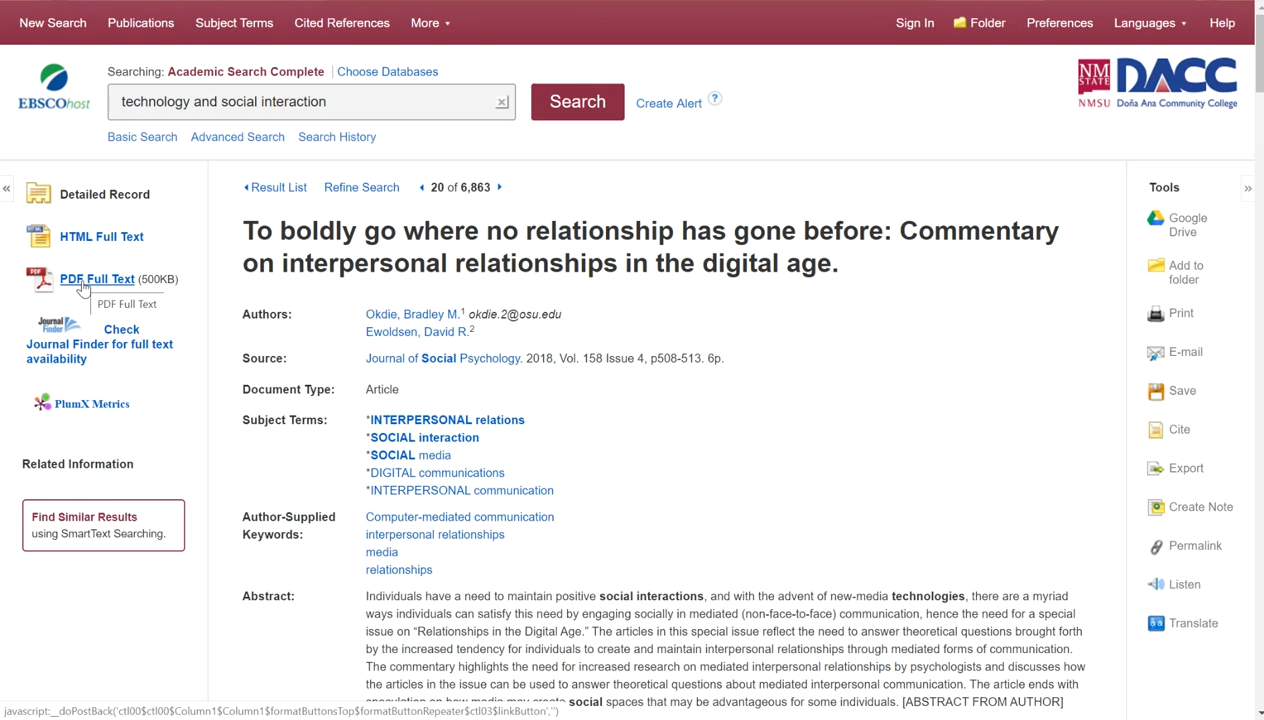 New Search Publications Subject Terms Cited References More Sign In Folder Preferences Languages Help
Searching: Academic Search Complete Choose Databases
EBSCOhost
technology and social interaction x Search Create Alert ?
NM STATE NMSU DACC Doña Ana Community College
Basic Search Advanced Search Search History
« Detailed Record
HTML Full Text
PDF PDF Full Text (500KB)
PDF Full Text
Journal Finder Check
Journal Finder for full text
availability
PlumX Metrics
Related Information
Find Similar Results
using SmartText Searching.
Result List Refine Search 20 of 6,863
To boldly go where no relationship has gone before: Commentary
on interpersonal relationships in the digital age.
Authors: Okdie, Bradley M.1 okdie.2@osu.edu
Ewoldsen, David R.2
Source: Journal of Social Psychology. 2018, Vol. 158 Issue 4, p508-513. 6p.
Document Type: Article
Subject Terms: *INTERPERSONAL relations
*SOCIAL interaction
*SOCIAL media
*DIGITAL communications
*INTERPERSONAL communication
Author-Supplied Computer-mediated communication
Keywords: interpersonal relationships
media
relationships
Abstract: Individuals have a need to maintain positive social interactions, and with the advent of new-media technologies, there are a myriad
ways individuals can satisfy this need by engaging socially in mediated (non-face-to-face) communication, hence the need for a special
issue on “Relationships in the Digital Age.” The articles in this special issue reflect the need to answer theoretical questions brought forth
by the increased tendency for individuals to create and maintain interpersonal relationships through mediated forms of communication.
The commentary highlights the need for increased research on mediated interpersonal relationships by psychologists and discusses how
the articles in the issue can be used to answer theoretical questions about mediated interpersonal communication. The article ends with
social spaces that may be advantageous for some individuals. [ABSTRACT FROM AUTHOR]
Tools »
Google
Drive
Add to
folder
Print
E-mail
Save
Cite
Export
Create Note
Permalink
Listen
Translate
javascript:__doPostBack('ctl00$ctl00$Column1$Column1$formatButtonsTop$formatButtonRepeater$ctl03$linkButton','')